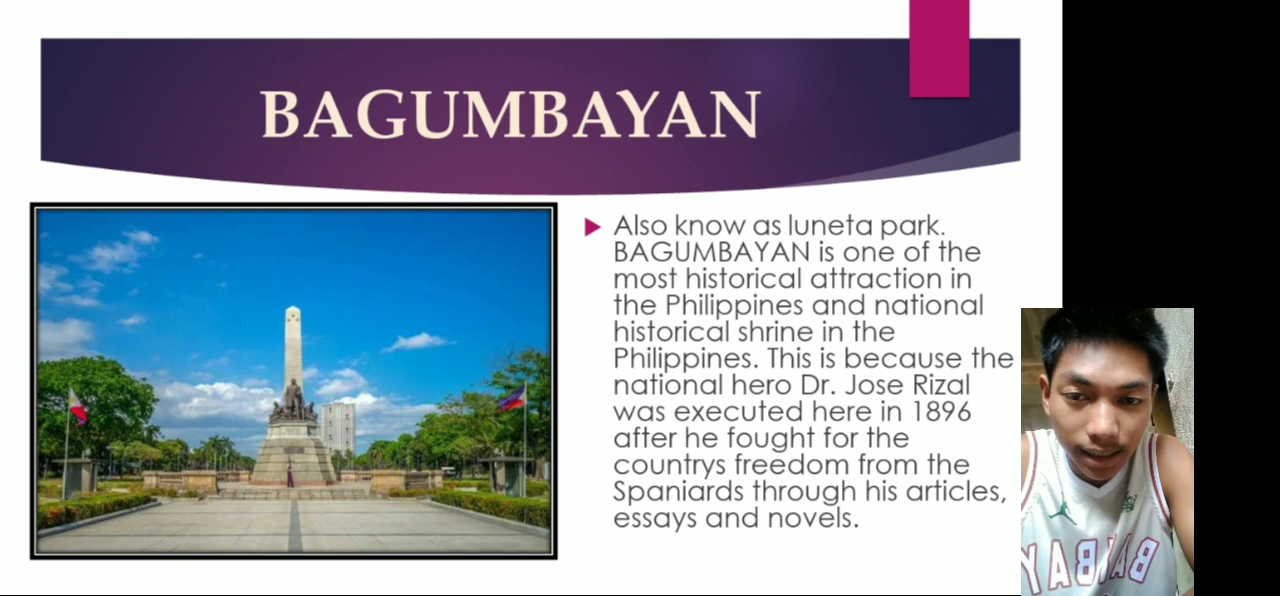 BAGUMBAYAN
Also know as luneta park.
BAGUMBAYAN is one of the
most historical attraction in
the Philippines and national
historical shrine in the
Philippines. This is because the
national hero Dr. Jose Rizal
was executed here in 1896
after he fought for the
countrys freedom from the
Spaniards through his articles,
essays and novels.